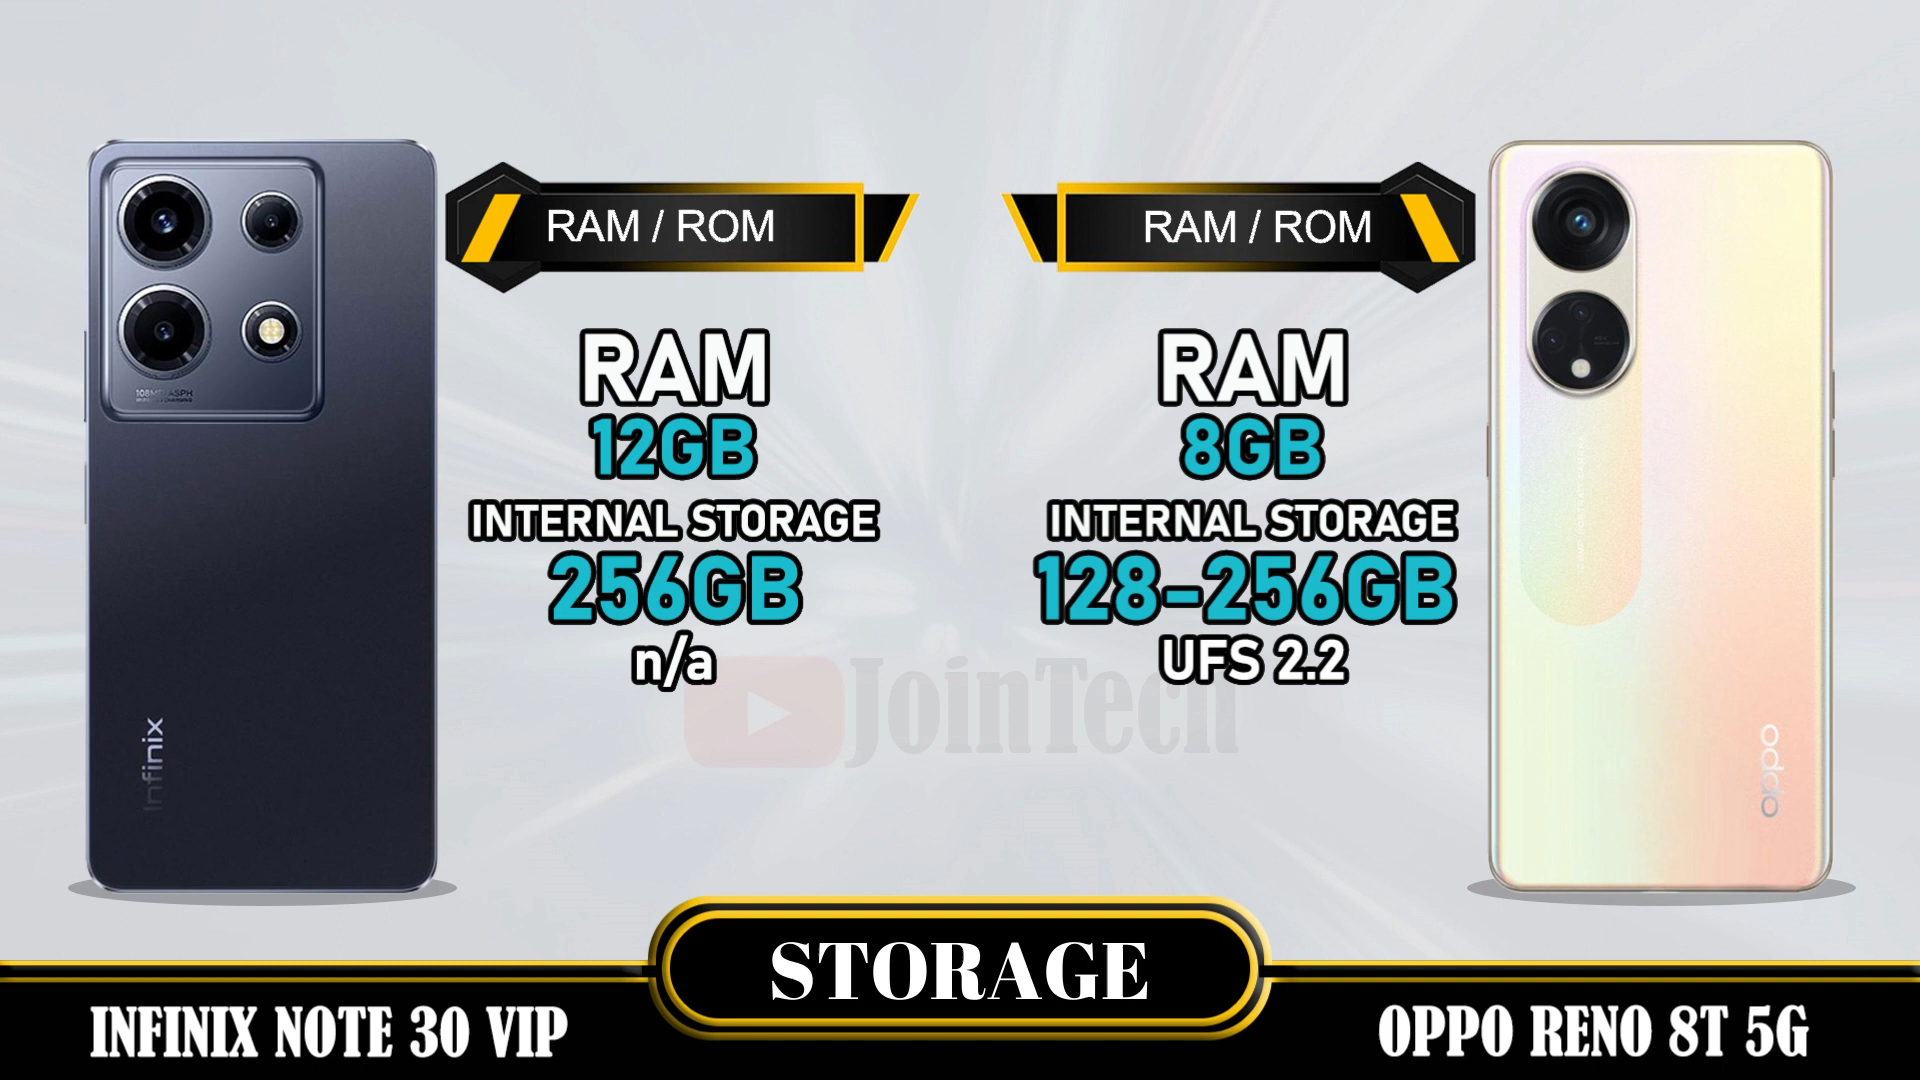 RAM / ROM
RAM
12GB
INTERNAL STORAGE
256GB
n/a
RAM / ROM
RAM
8GB
INTERNAL STORAGE
128-256GB
UFS 2.2
JoinTech
Infinix
oppo
STORAGE
INFINIX NOTE 30 VIP
OPPO RENO 8T 5G